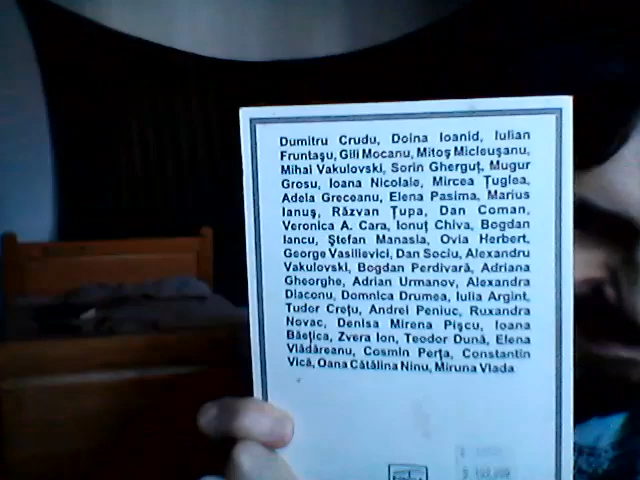 Dumitru Crudu, Doina Ioanid, Iulian
Fruntaşu, Gili Mocanu, Mitoş Micleuşanu,
Mihai Vakulovski, Sorin Gherguţ, Mugur
Grosu, Ioana Nicolaie, Mircea Ţuglea,
Adela Greceanu, Elena Pasima, Marius
Ianuş, Răzvan Ţupa, Dan Coman,
Veronica A. Cara, Ionuţ Chiva, Bogdan
Iancu, Ştefan Manasia, Ovia Herbert,
George Vasilievici, Dan Sociu, Alexandru
Vakulovski, Bogdan Perdivară, Adriana
Gheorghe, Adrian Urmanov, Alexandra
Diaconu, Domnica Drumea, Iulia Argint,
Tudor Creţu, Andrei Peniuc, Ruxandra
Novac, Denisa Mirena Pişcu, Ioana
Băeţica, Zvera Ion, Teodor Dună, Elena
Vlădăreanu, Cosmin Perţa, Constantin
Vică, Oana Cătălina Ninu, Miruna Vlada